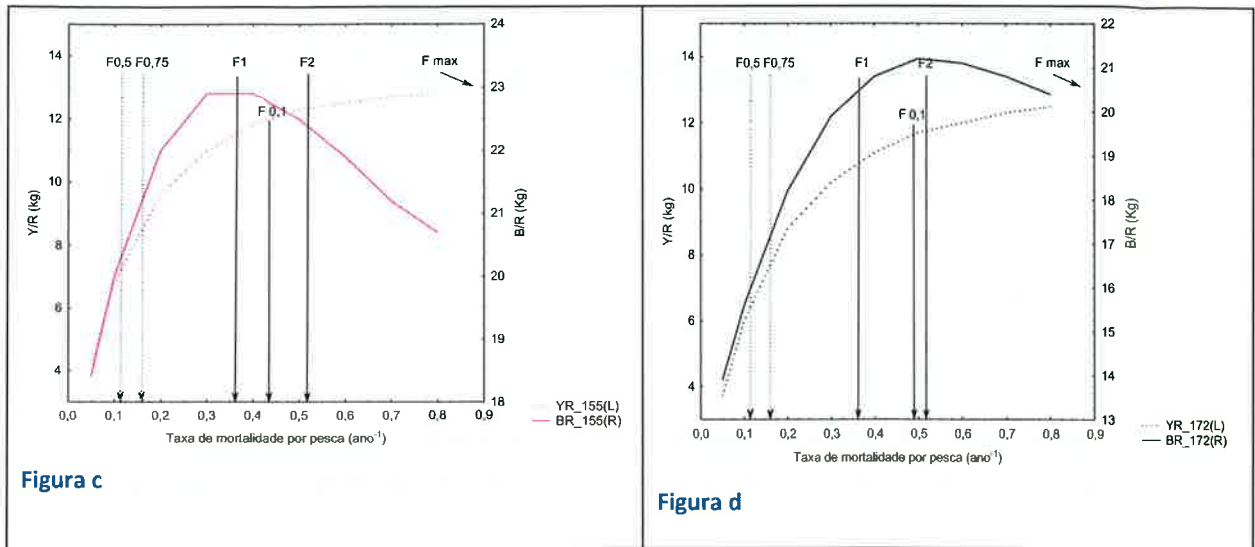 F0,5 F0,75 F1 F2 F max
F 0,1
Y/R (kg)
14
12
10
8
6
4
B/R (Kg)
24
23
22
21
20
19
18
0,0 0,1 0,2 0,3 0,4 0,5 0,6 0,7 0,8 0,9
Taxa de mortalidade por pesca (ano-1)
YR_155(L)
BR_155(R)
Figura c
F0,5 F0,75 F1 F2 F max
F 0,1
Y/R (kg)
14
12
10
8
6
4
B/R (Kg)
22
21
20
19
18
17
16
15
14
13
0,0 0,1 0,2 0,3 0,4 0,5 0,6 0,7 0,8 0,9
Taxa de mortalidade por pesca (ano-1)
YR_172(L)
BR_172(R)
Figura d